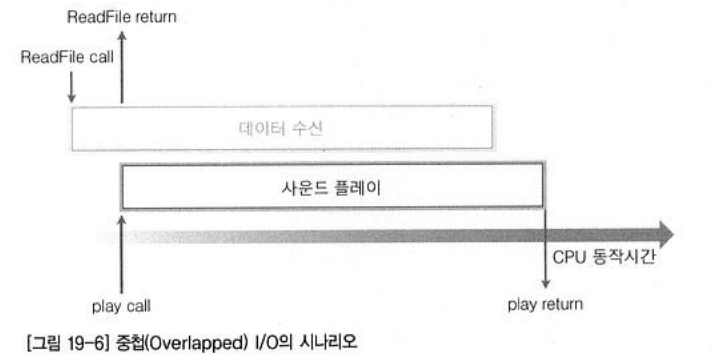 ReadFile return
ReadFile call
데이터 수신
사운드 플레이
CPU 동작시간
play call
play return
[그림 19-6] 중첩(Overlapped) I/O의 시나리오